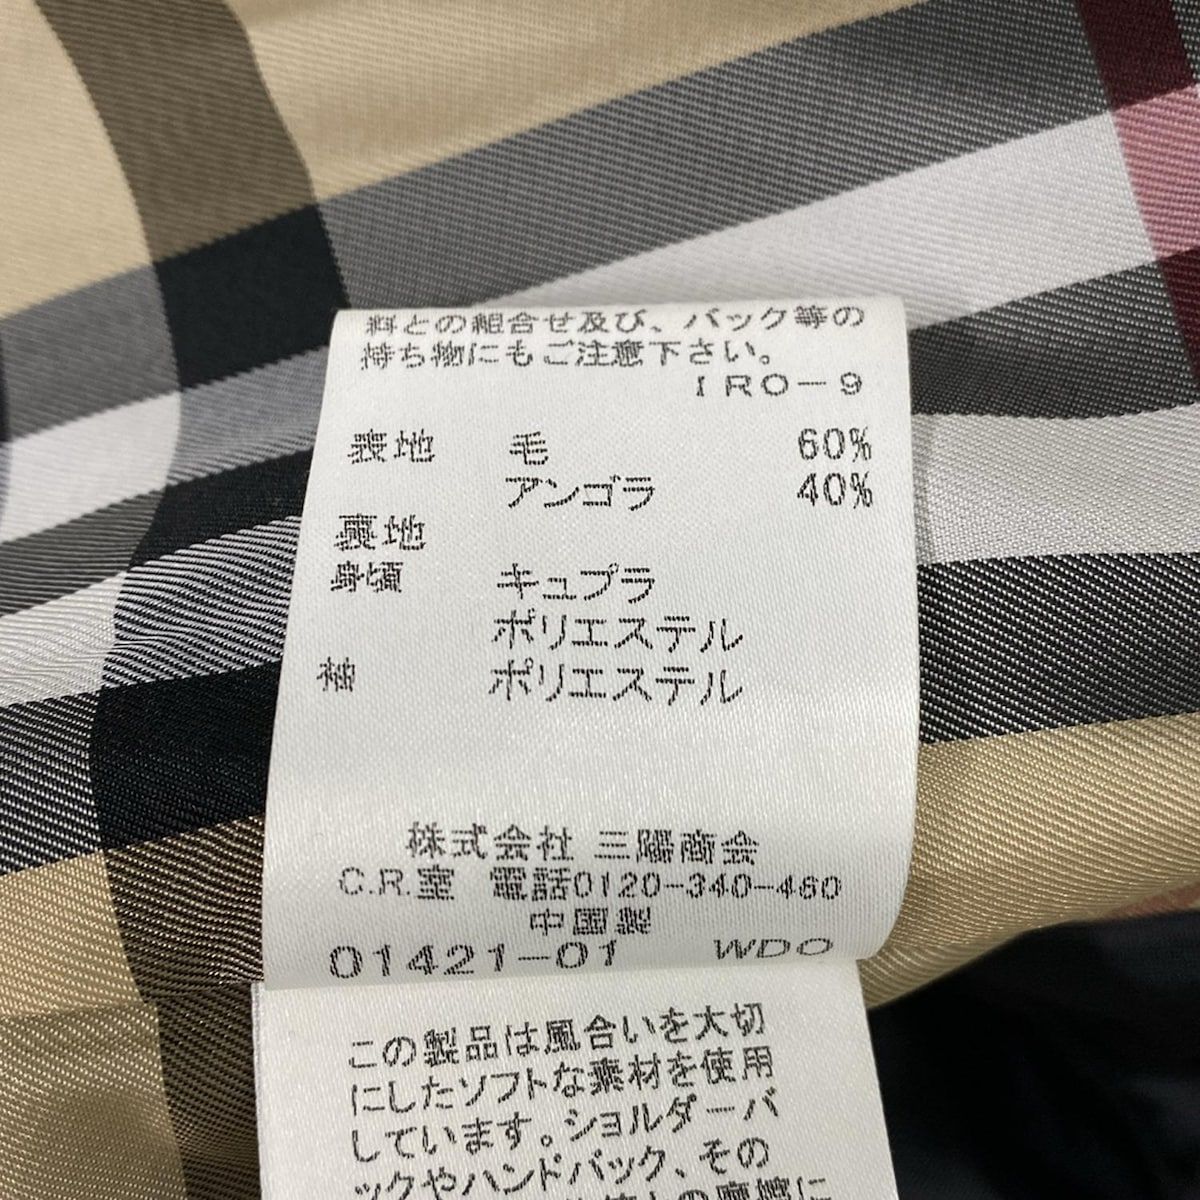 料との組合せ及び、バック等の
持ち物にもご注意下さい。
IRO-9
表地 毛 60%
アンゴラ 40%
裏地
身頃 キュプラ
ポリエステル
袖 ポリエステル
株式会社 三陽商会
C.R.室 電話0120-340-460
中国製
01421-01 WDO
この製品は風合いを大切
にしたソフトな素材を使用
しています。ショルダーバ
ックやハンドバック、その